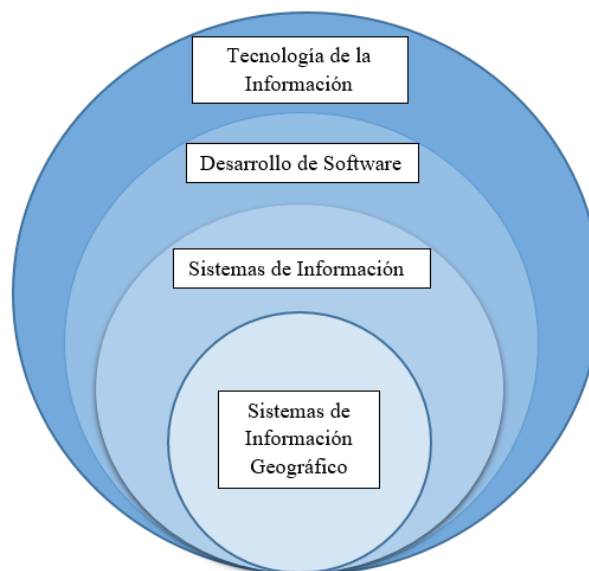 Tecnología de la
Información
Desarrollo de Software
Sistemas de Información
Sistemas de
Información
Geográfico